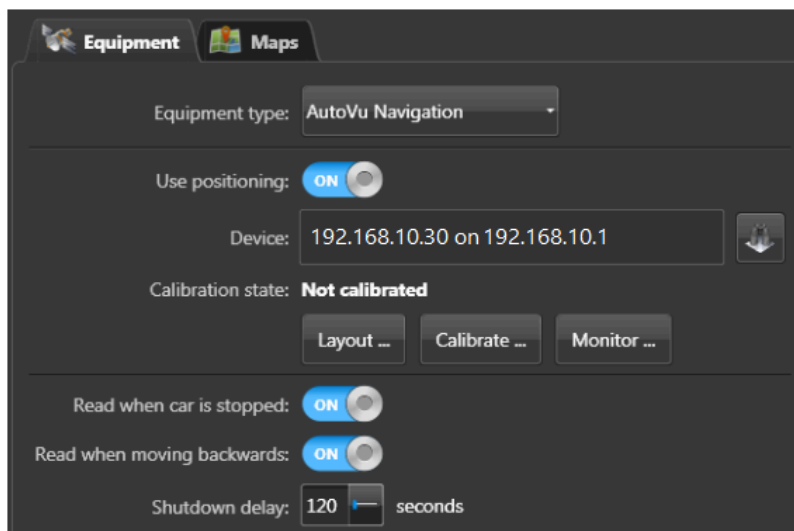 Equipment Maps
Equipment type: AutoVu Navigation
Use positioning: ON
Device: 192.168.10.30 on 192.168.10.1
Calibration state: Not calibrated
Layout ... Calibrate ... Monitor ...
Read when car is stopped: ON
Read when moving backwards: ON
Shutdown delay: 120 seconds